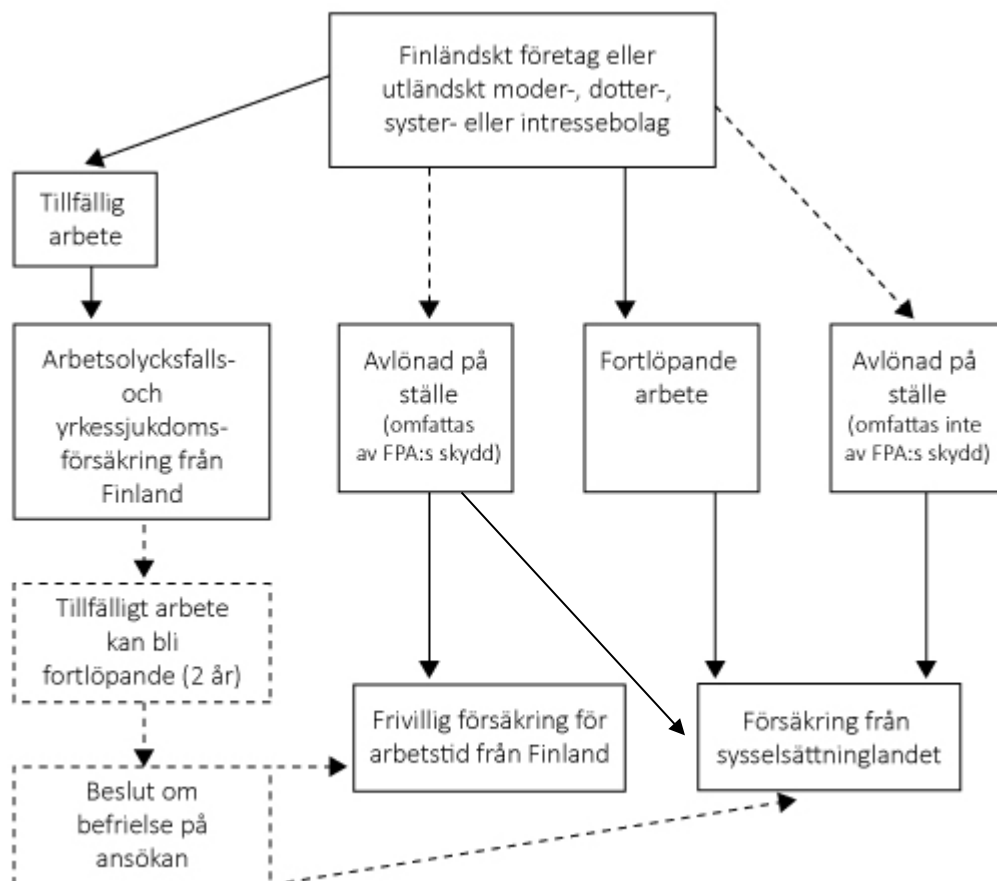 Finländskt företag eller
utländskt moder-, dotter-,
syster- eller intressebolag
Tillfällig
arbete
Arbetsolycksfalls-
och
yrkessjukdoms-
försäkring från
Finland
Avlönad på
ställe
(omfattas
av FPA:s skydd)
Fortlöpande
arbete
Avlönad på
ställe
(omfattas inte
av FPA:s skydd)
Tillfälligt arbete
kan bli
fortlöpande (2 år)
Frivillig försäkring för
arbetstid från Finland
Försäkring från
sysselsättninglandet
Beslut om
befrielse på
ansökan